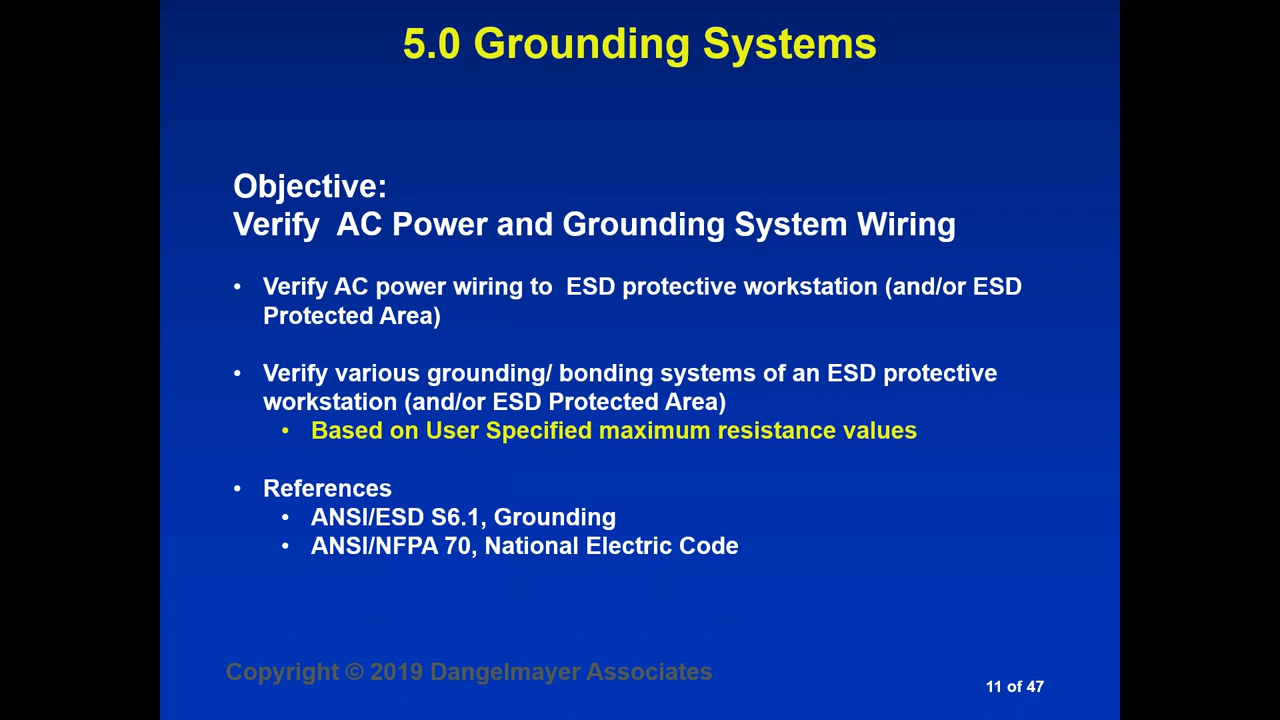 5.0 Grounding Systems
Objective:
Verify  AC Power and Grounding System Wiring
• Verify AC power wiring to  ESD protective workstation (and/or ESD
Protected Area)
• Verify various grounding/ bonding systems of an ESD protective
workstation (and/or ESD Protected Area)
• Based on User Specified maximum resistance values
• References
• ANSI/ESD S6.1, Grounding
• ANSI/NFPA 70, National Electric Code
Copyright © 2019 Dangelmayer Associates
11 of 47